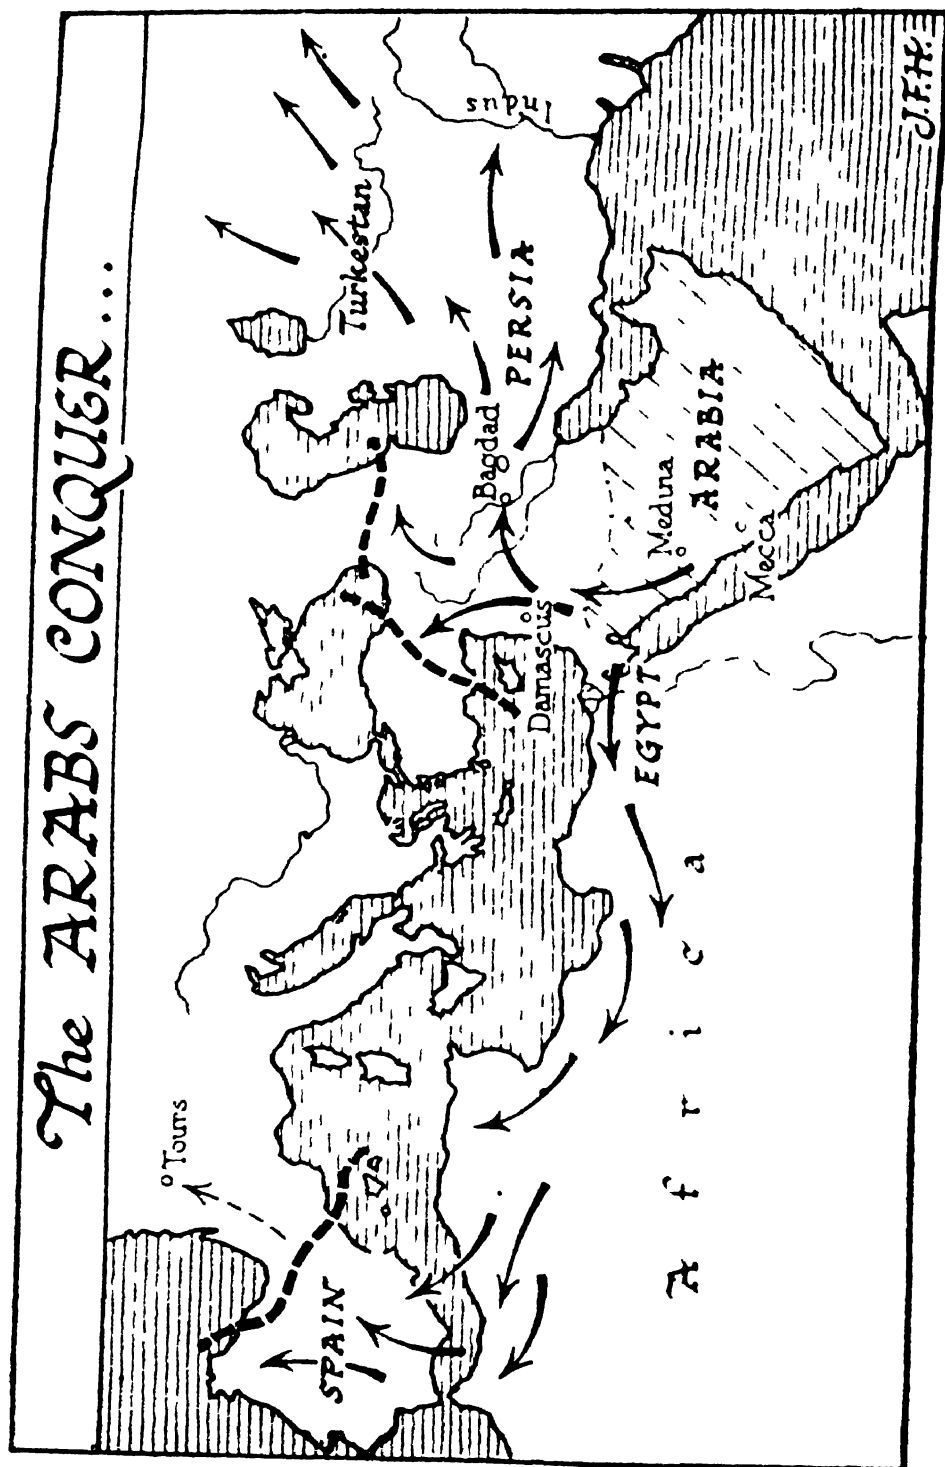 The ARABS CONQUER....
Tours
SPAIN
Turkestan
Indus
PERSIA
Bagdad
Damascus
EGYPT
Medina
ARABIA
Mecca
Africa
J.F.H.